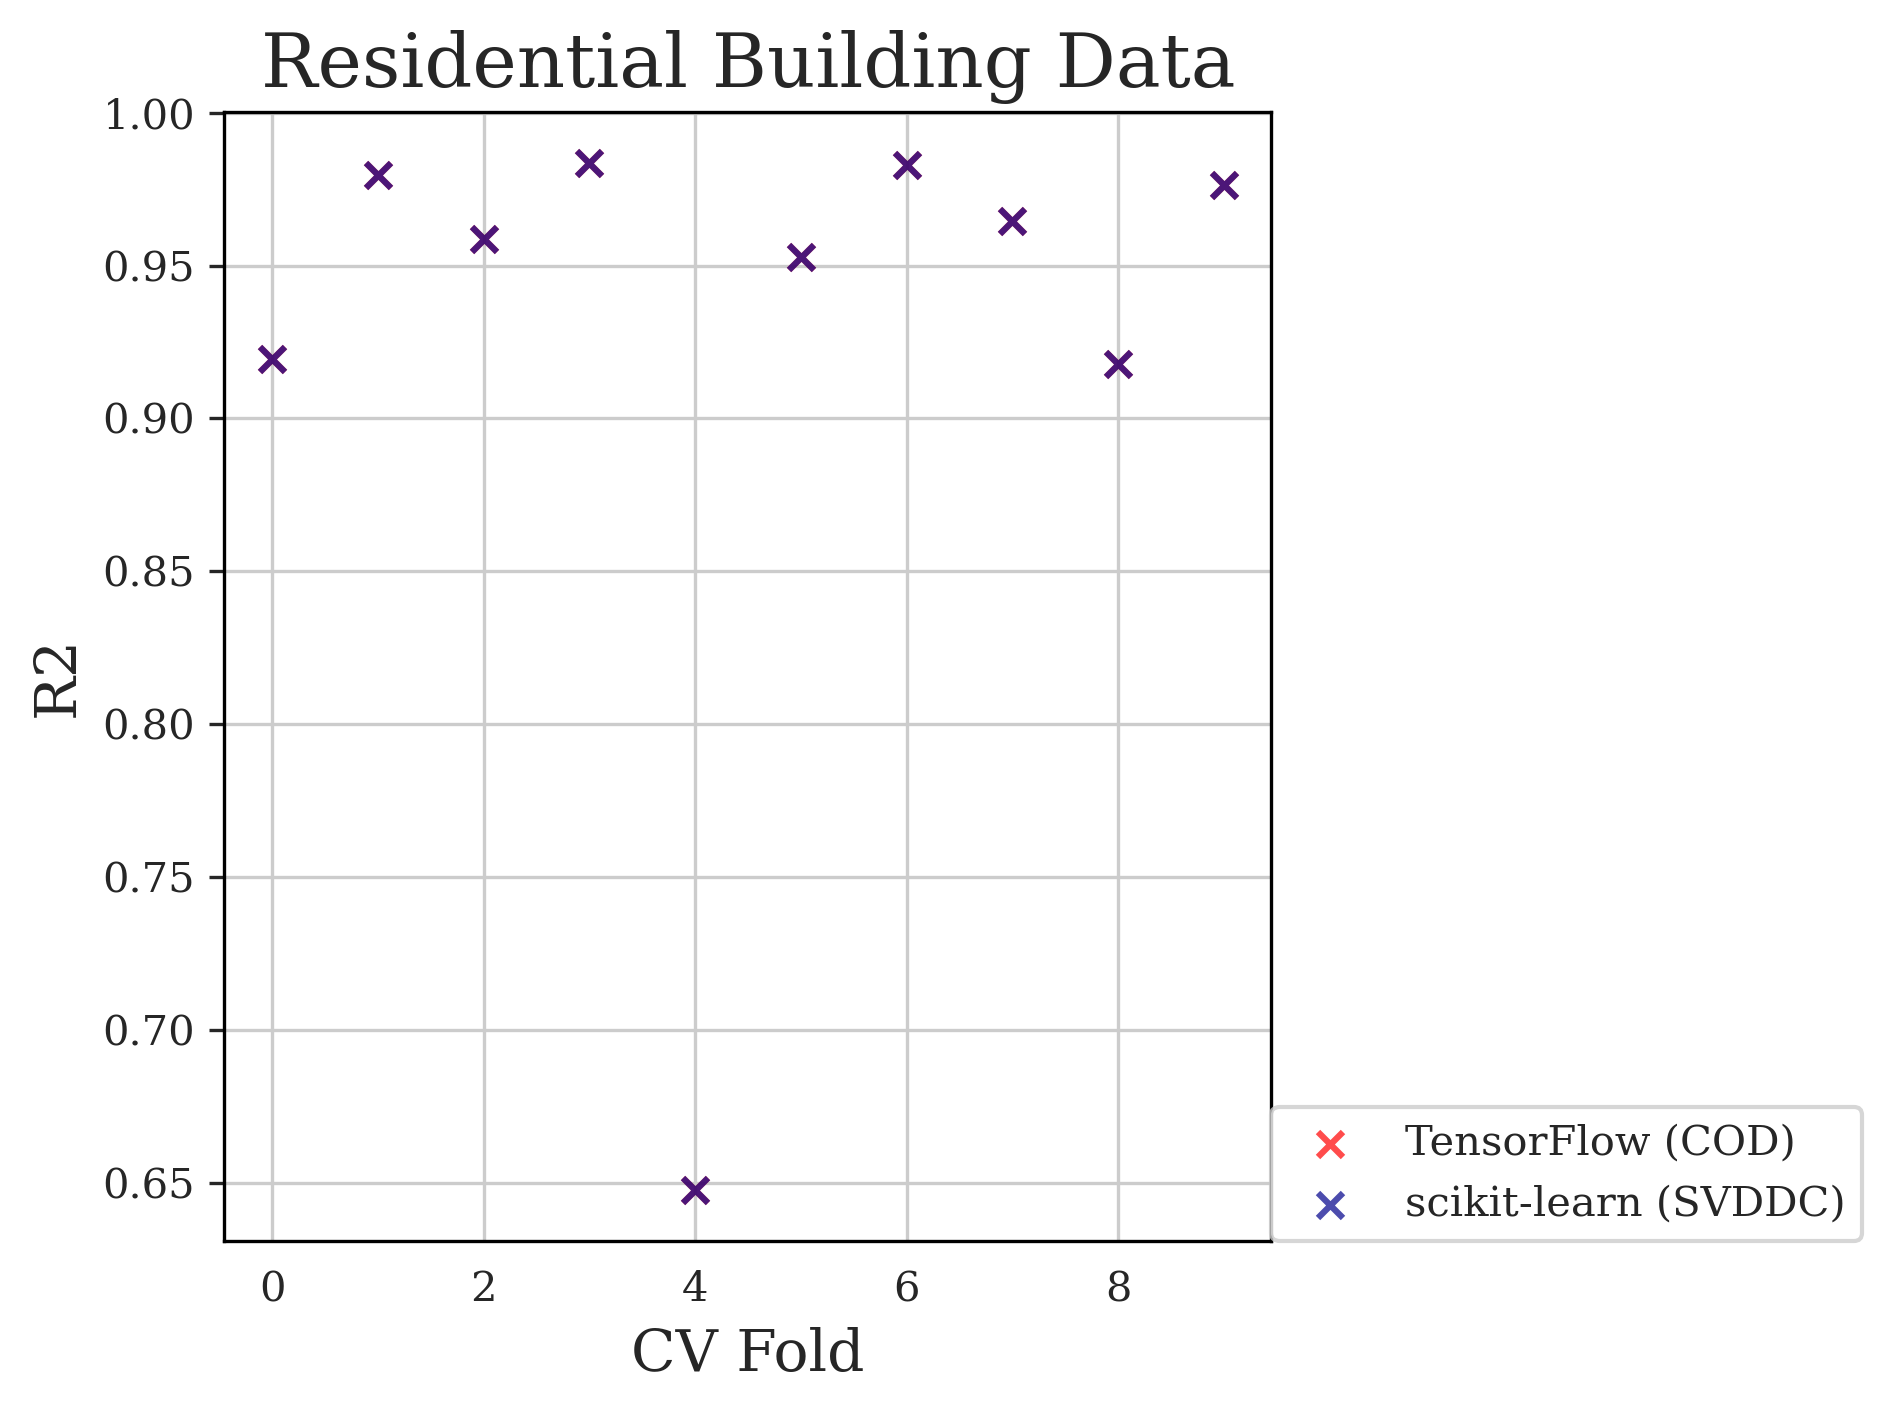 Residential Building Data
1.00
0.95
0.90
0.85
0.80
0.75
0.70
0.65
R2
0 2 4 6 8
CV Fold
TensorFlow (COD)
scikit-learn (SVDDC)